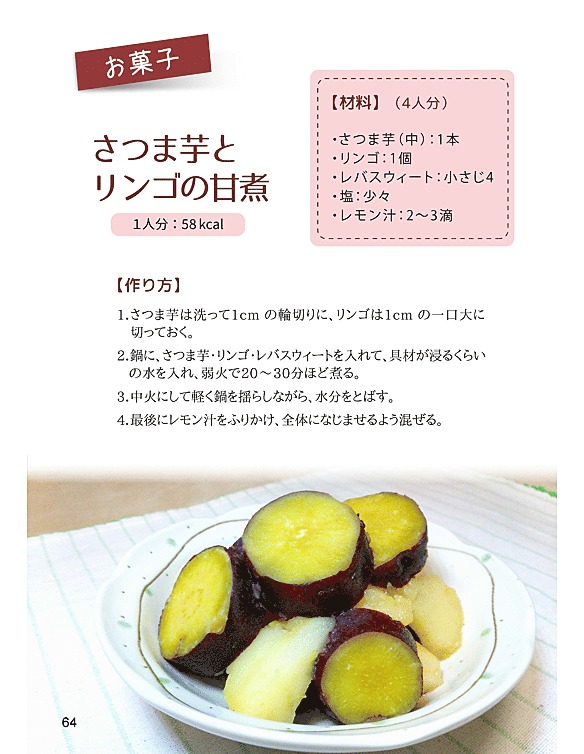 お菓子
さつま芋と
リンゴの甘煮
1人分：58kcal
【材料】（4人分）
・さつま芋（中）：1本
・リンゴ：1個
・レバスウィート：小さじ4
・塩：少々
・レモン汁：2〜3滴
【作り方】
1.さつま芋は洗って1cm の輪切りに、リンゴは1cm の一口大に
切っておく。
2.鍋に、さつま芋・リンゴ・レバスウィートを入れて、具材が浸るくらい
の水を入れ、弱火で20〜30分ほど煮る。
3.中火にして軽く鍋を揺らしながら、水分をとばす。
4.最後にレモン汁をふりかけ、全体になじませるよう混ぜる。
64